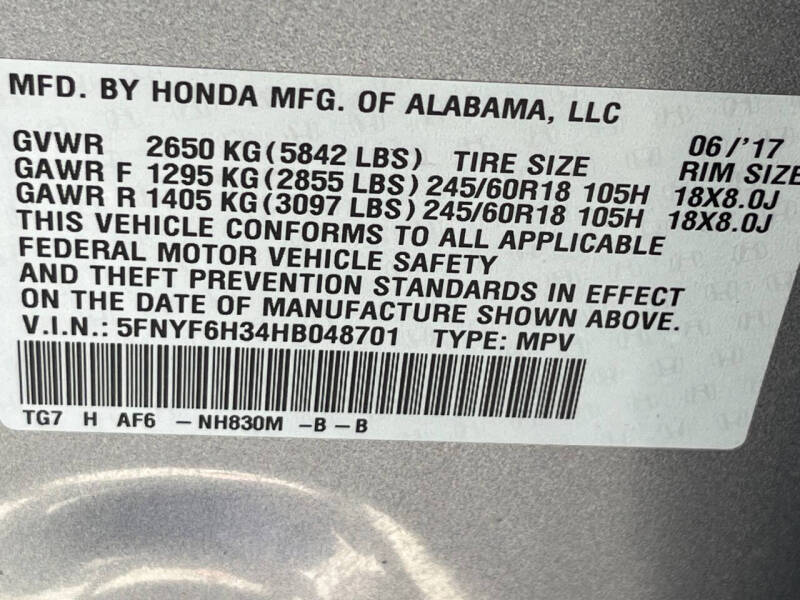 MFD. BY HONDA MFG. OF ALABAMA, LLC
GVWR 2650 KG (5842 LBS) TIRE SIZE 06/'17 RIM SIZE
GAWR F 1295 KG (2855 LBS) 245/60R18 105H 18X8.0J
GAWR R 1405 KG (3097 LBS) 245/60R18 105H 18X8.0J
THIS VEHICLE CONFORMS TO ALL APPLICABLE
FEDERAL MOTOR VEHICLE SAFETY
AND THEFT PREVENTION STANDARDS IN EFFECT
ON THE DATE OF MANUFACTURE SHOWN ABOVE.
V.I.N.: 5FNYF6H34HB048701 TYPE: MPV
TG7 H AF6 – NH830M – B – B